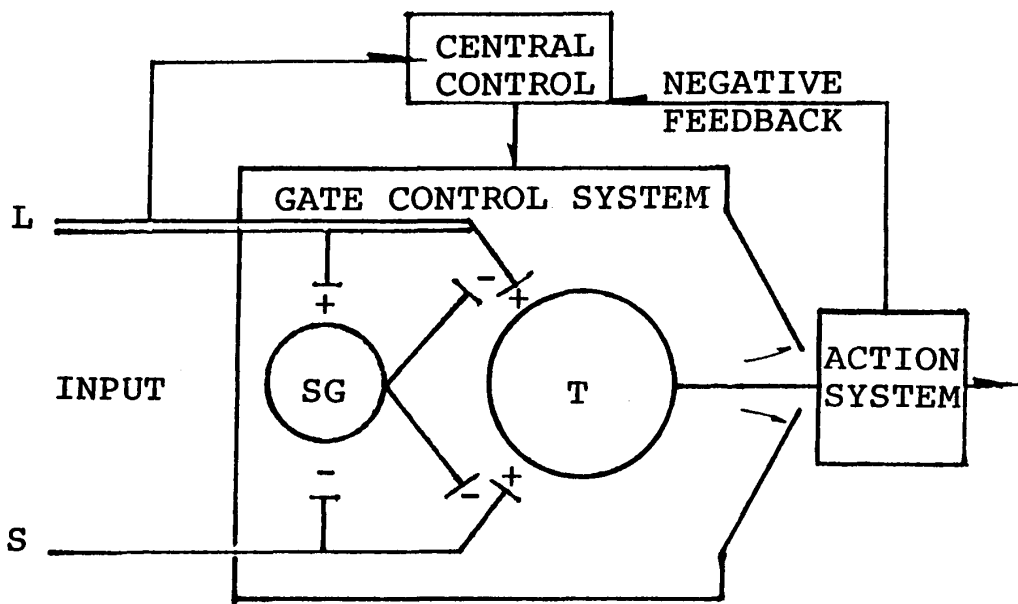 CENTRAL
CONTROL
NEGATIVE
FEEDBACK
GATE CONTROL SYSTEM
L
- +
+
INPUT
SG
T
ACTION
SYSTEM
-
- +
S